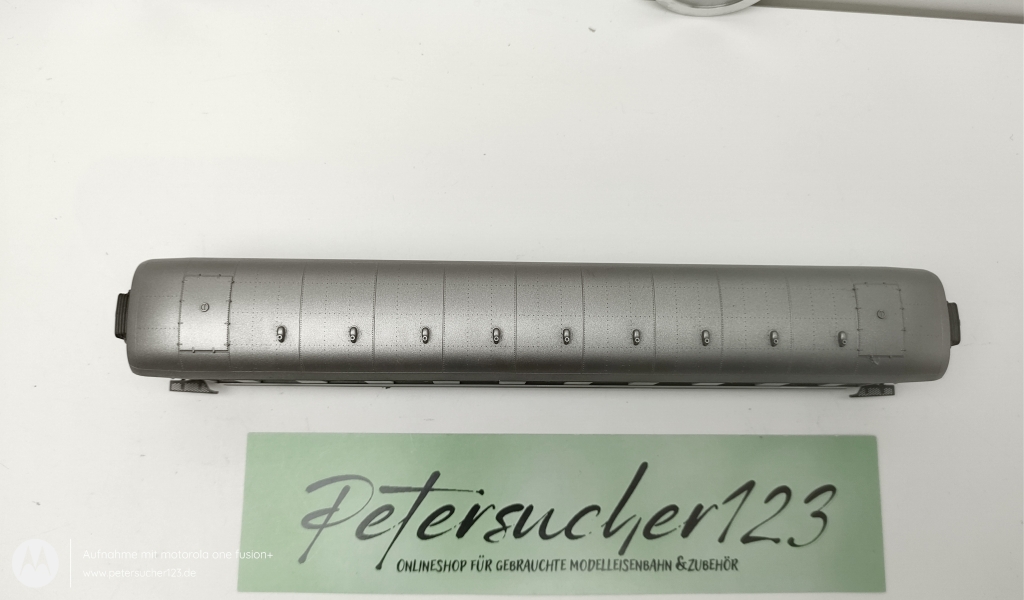 Petersucher123
ONLINESHOP FÜR GEBRAUCHTE MODELLEISENBAHN & ZUBEHÖR
Aufnahme mit motorola one fusion+
www.petersucher123.de